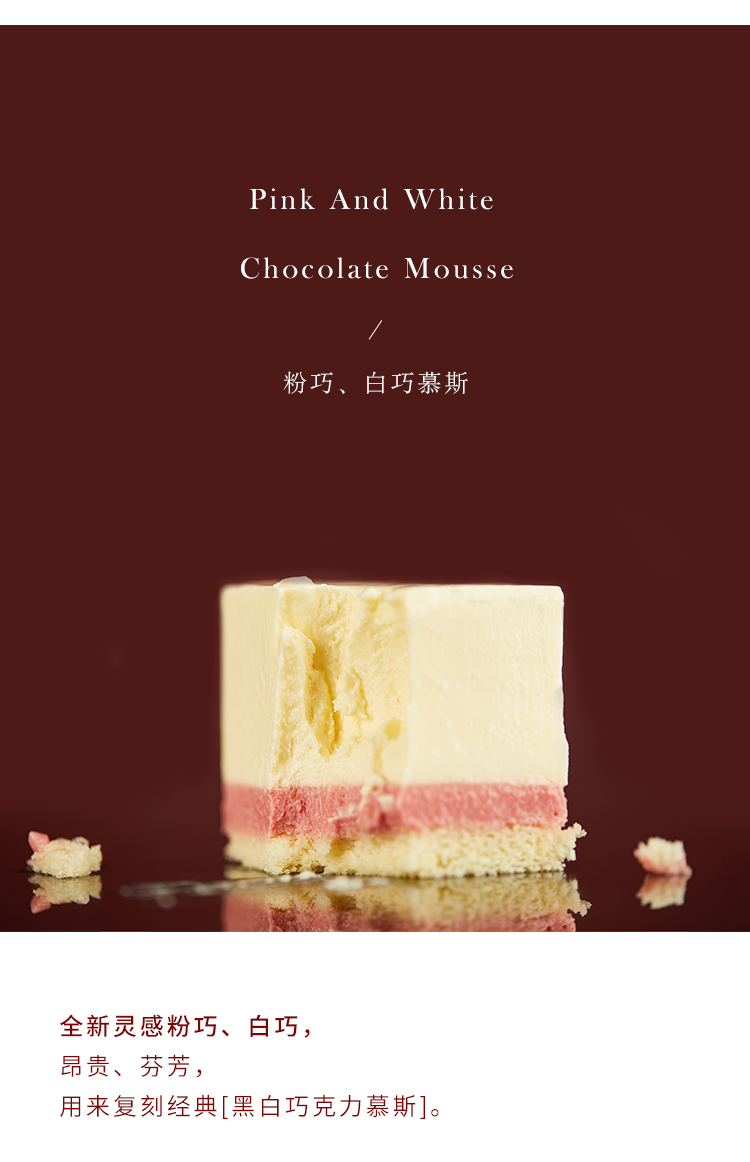 Pink And White
Chocolate Mousse
/
粉巧、白巧慕斯
全新灵感粉巧、白巧，
昂贵、芬芳，
用来复刻经典[黑白巧克力慕斯]。